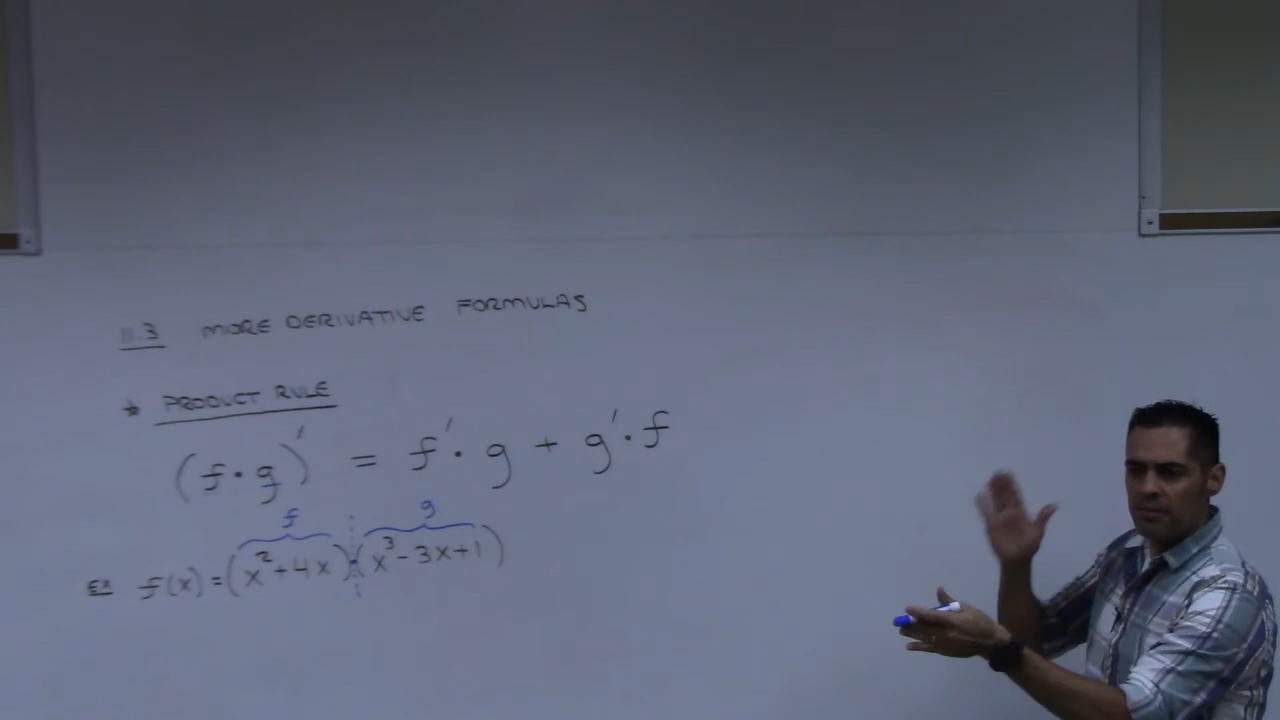 11.3 MORE DERIVATIVE FORMULAS
* PRODUCT RULE
(f · g)' = f' · g + g' · f
f g
EX f(x) = (x² + 4x) · (x³ - 3x + 1)